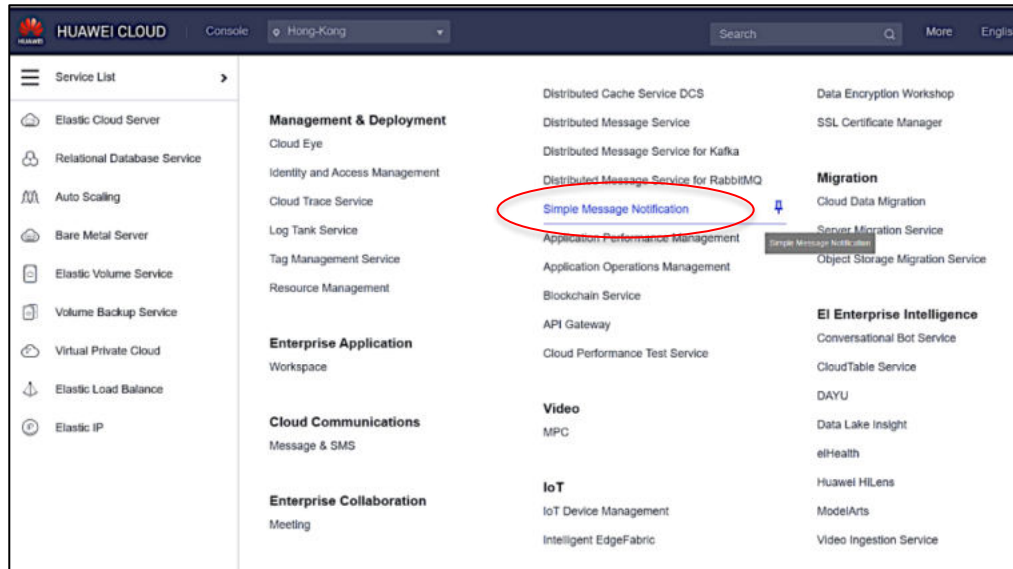 HUAWEI
HUAWEI CLOUD
Console
Hong-Kong
Search
More
Englis
Service List
Elastic Cloud Server
Relational Database Service
Auto Scaling
Bare Metal Server
Elastic Volume Service
Volume Backup Service
Virtual Private Cloud
Elastic Load Balance
Elastic IP
Management & Deployment
Cloud Eye
Identity and Access Management
Cloud Trace Service
Log Tank Service
Tag Management Service
Resource Management
Enterprise Application
Workspace
Cloud Communications
Message & SMS
Enterprise Collaboration
Meeting
Distributed Cache Service DCS
Distributed Message Service
Distributed Message Service for Kafka
Distributed Message Service for RabbitMQ
Simple Message Notification
Application Performance Management
Application Operations Management
Blockchain Service
API Gateway
Cloud Performance Test Service
Video
MPC
IoT
IoT Device Management
Intelligent EdgeFabric
Data Encryption Workshop
SSL Certificate Manager
Migration
Cloud Data Migration
Server Migration Service
Simple Message Notification
Object Storage Migration Service
EI Enterprise Intelligence
Conversational Bot Service
CloudTable Service
DAYU
Data Lake Insight
eiHealth
Huawei HiLens
ModelArts
Video Ingestion Service